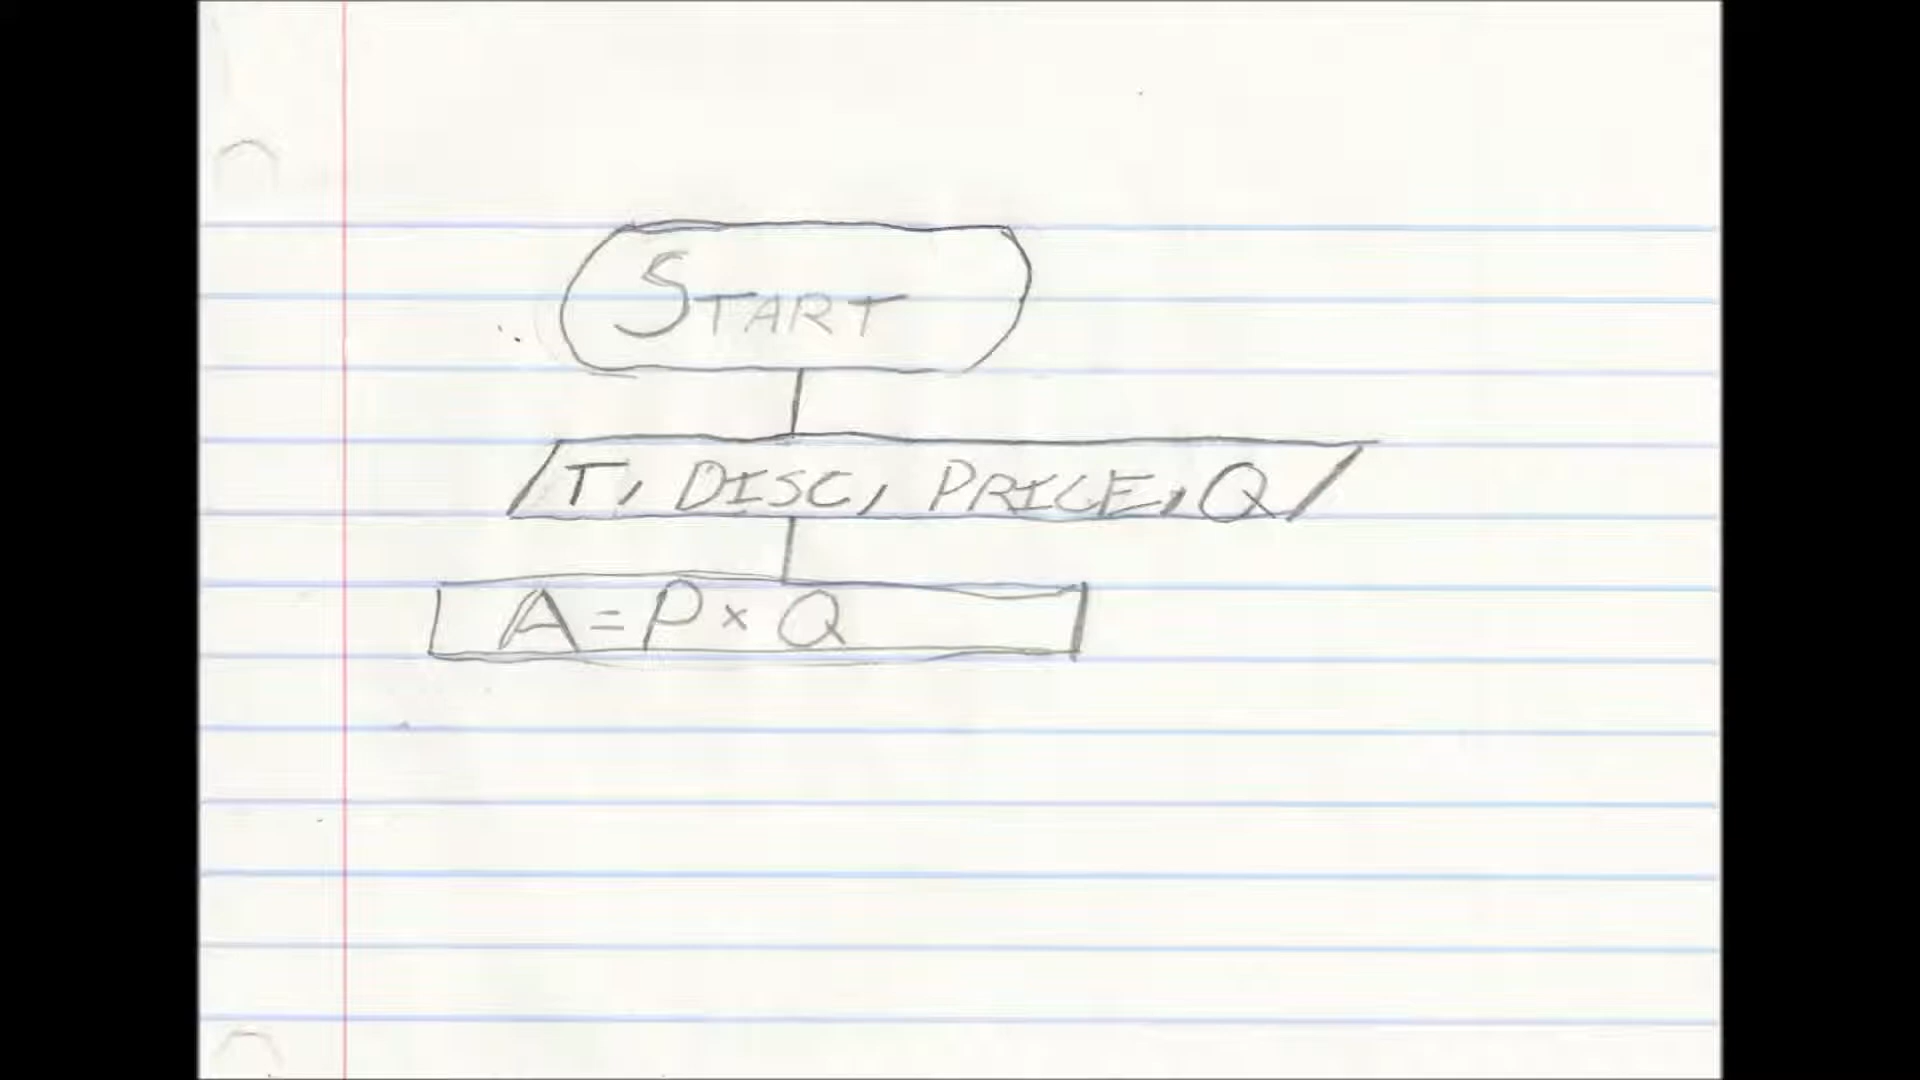 START
T, DISC, PRICE, Q
A = P × Q